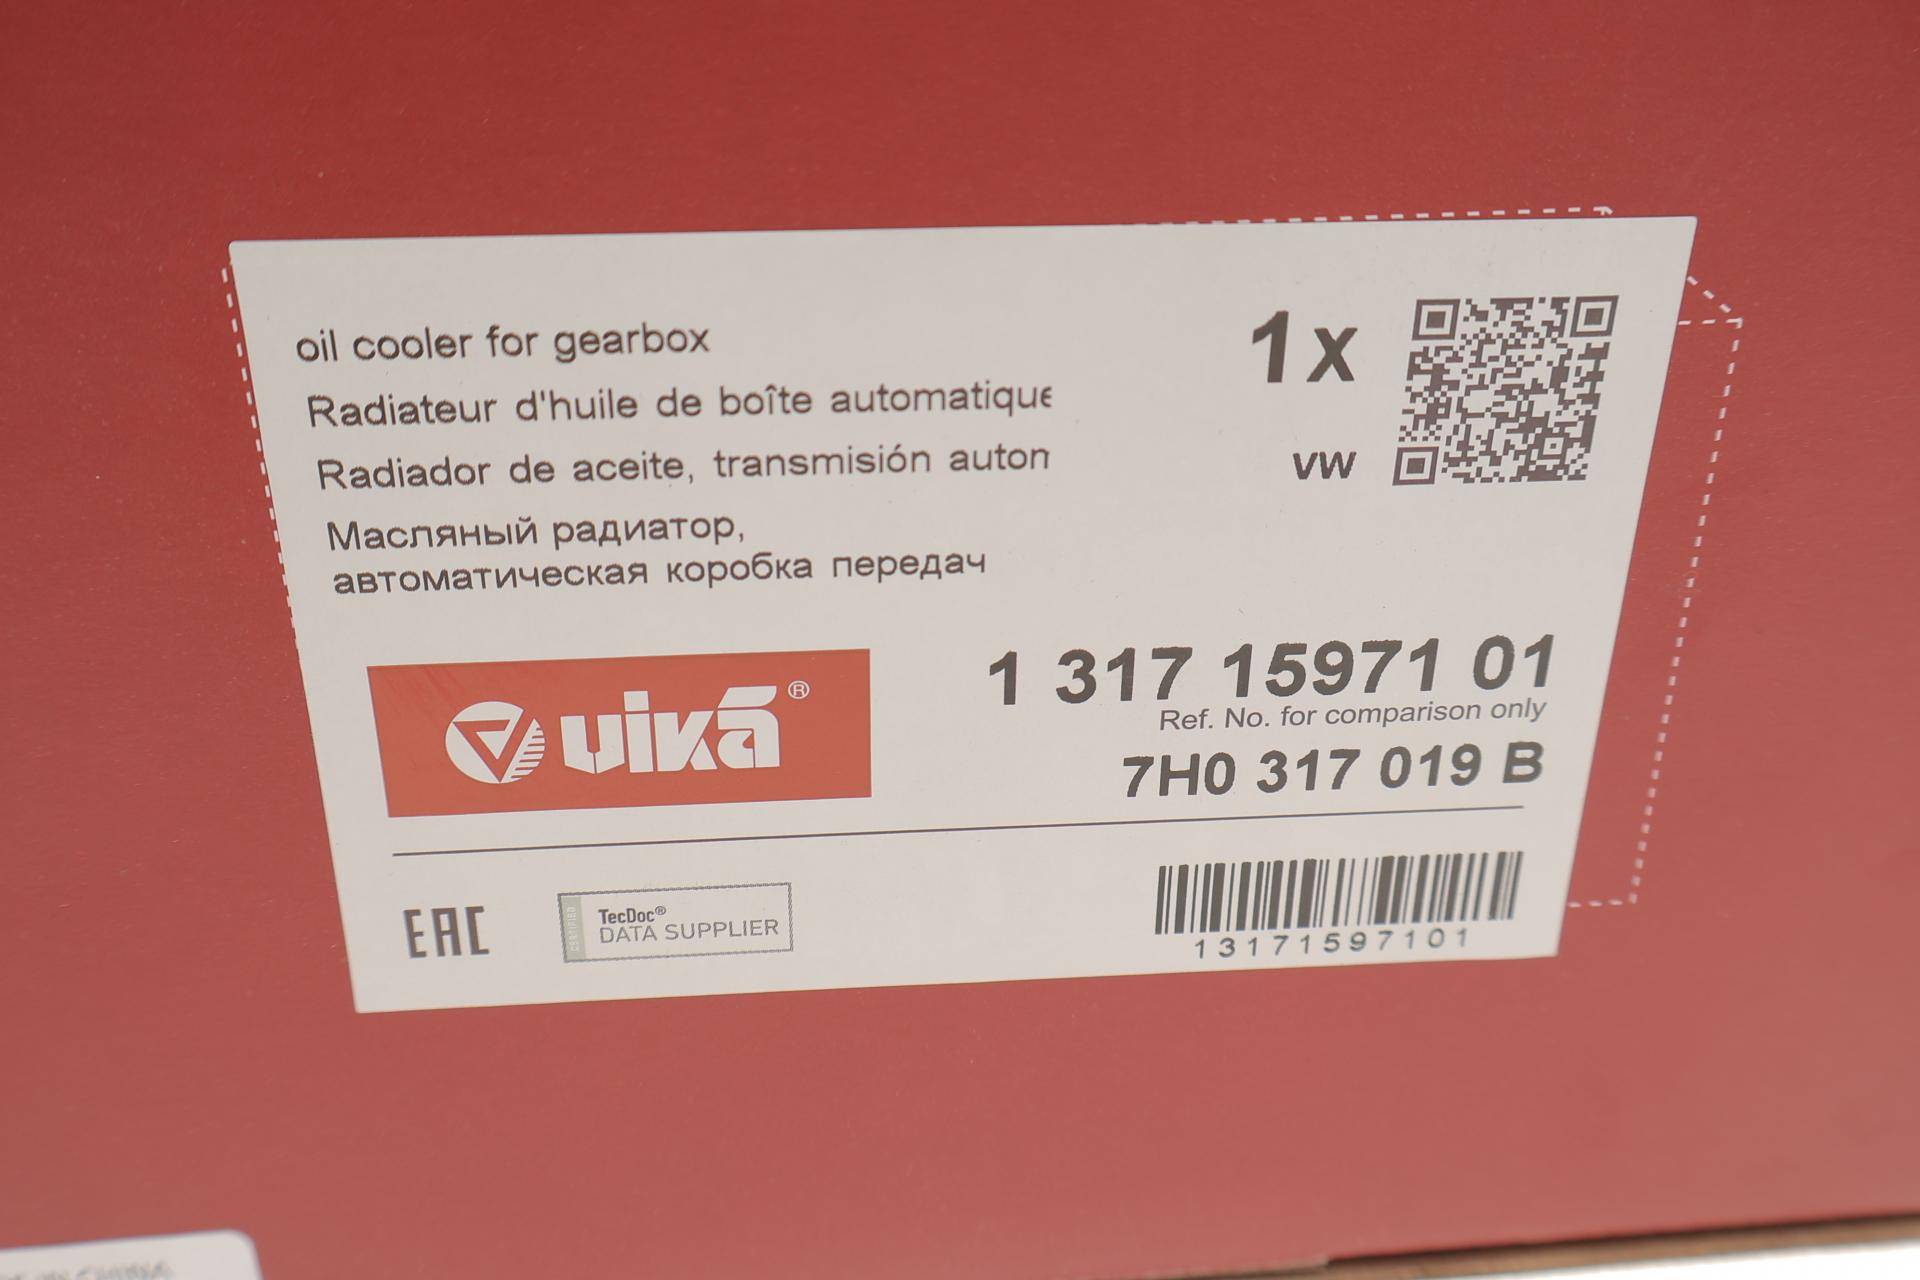 oil cooler for gearbox
Radiateur d'huile de boîte automatique
Radiador de aceite, transmisión auton
Масляный радиатор,
автоматическая коробка передач
1x
VW
vika®
1 317 15971 01
Ref. No. for comparison only
7H0 317 019 B
EAC
CERTIFIED
TecDoc®
DATA SUPPLIER
13171597101